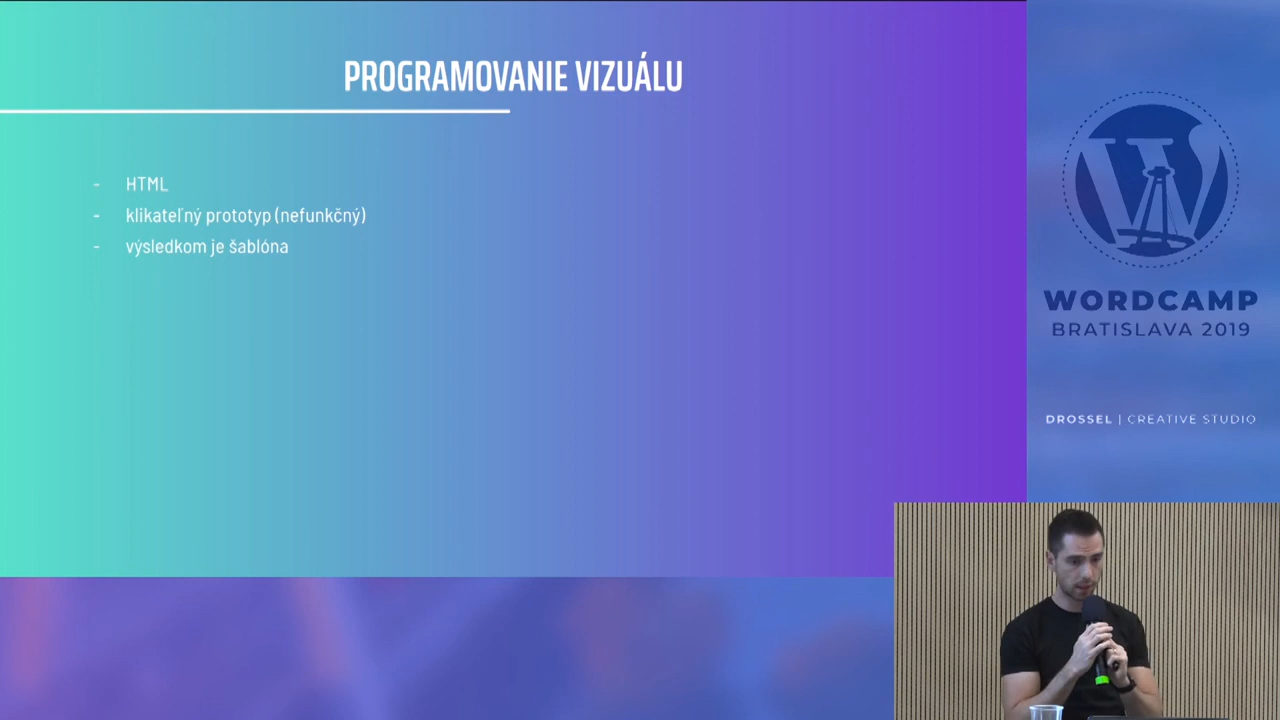 PROGRAMOVANIE VIZUÁLU
- HTML
- klikateľný prototyp (nefunkčný)
- výsledkom je šablóna
WORDCAMP
BRATISLAVA 2019
DROSSEL | CREATIVE STUDIO